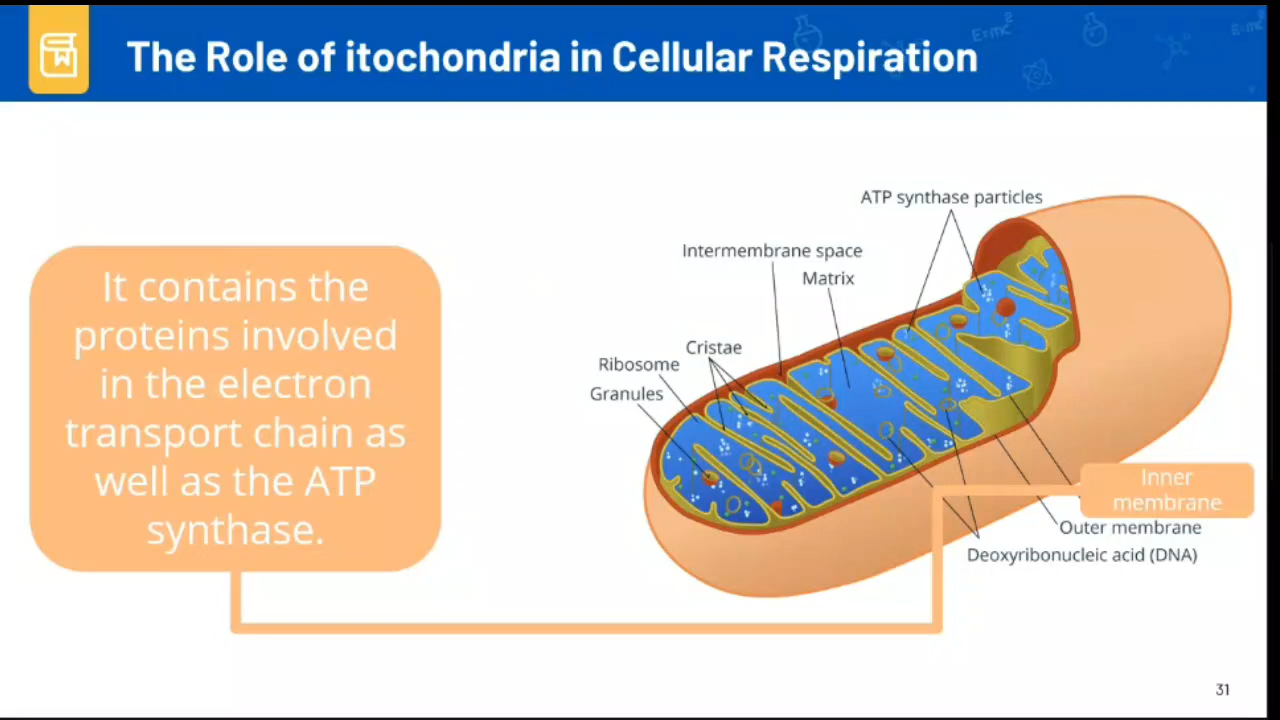 The Role of itochondria in Cellular Respiration
E=mc²
E=mc²
It contains the
proteins involved
in the electron
transport chain as
well as the ATP
synthase.
ATP synthase particles
Intermembrane space
Matrix
Cristae
Ribosome
Granules
Inner
membrane
Outer membrane
Deoxyribonucleic acid (DNA)
31